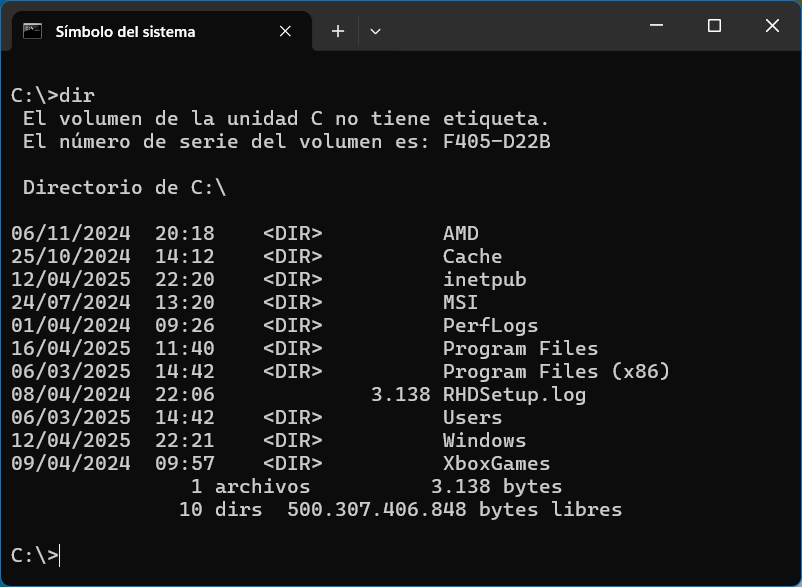 Símbolo del sistema
C:\>dir
El volumen de la unidad C no tiene etiqueta.
El número de serie del volumen es: F405-D22B
Directorio de C:\
06/11/2024  20:18    <DIR>          AMD
25/10/2024  14:12    <DIR>          Cache
12/04/2025  22:20    <DIR>          inetpub
24/07/2024  13:20    <DIR>          MSI
01/04/2024  09:26    <DIR>          PerfLogs
16/04/2025  11:40    <DIR>          Program Files
06/03/2025  14:42    <DIR>          Program Files (x86)
08/04/2024  22:06             3.138 RHDSetup.log
06/03/2025  14:42    <DIR>          Users
12/04/2025  22:21    <DIR>          Windows
09/04/2024  09:57    <DIR>          XboxGames
1 archivos          3.138 bytes
10 dirs  500.307.406.848 bytes libres
C:\>